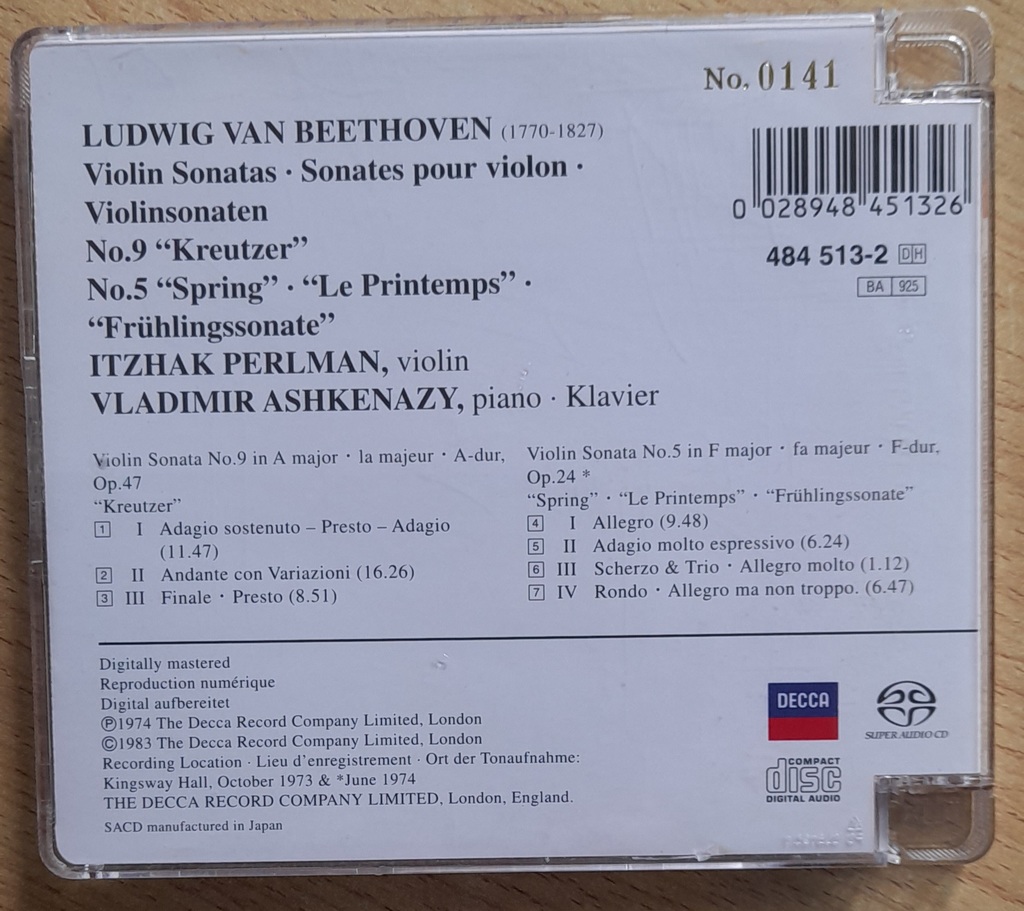 No. 0141
LUDWIG VAN BEETHOVEN (1770-1827)
Violin Sonatas · Sonates pour violon ·
Violinsonaten
No.9 “Kreutzer”
No.5 “Spring” · “Le Printemps” ·
“Frühlingssonate”
ITZHAK PERLMAN, violin
VLADIMIR ASHKENAZY, piano · Klavier
0 028948 451326
484 513-2 DH
BA 925
Violin Sonata No.9 in A major · la majeur · A-dur,
Op.47
“Kreutzer”
1 I Adagio sostenuto – Presto – Adagio
(11.47)
2 II Andante con Variazioni (16.26)
3 III Finale · Presto (8.51)
Violin Sonata No.5 in F major · fa majeur · F-dur,
Op.24 *
“Spring” · “Le Printemps” · “Frühlingssonate”
4 I Allegro (9.48)
5 II Adagio molto espressivo (6.24)
6 III Scherzo & Trio · Allegro molto (1.12)
7 IV Rondo · Allegro ma non troppo. (6.47)
Digitally mastered
Reproduction numérique
Digital aufbereitet
Ⓟ1974 The Decca Record Company Limited, London
©1983 The Decca Record Company Limited, London
Recording Location · Lieu d’enregistrement · Ort der Tonaufnahme:
Kingsway Hall, October 1973 & *June 1974
THE DECCA RECORD COMPANY LIMITED, London, England.
SACD manufactured in Japan
DECCA
SUPER AUDIO CD
COMPACT
disc
DIGITAL AUDIO